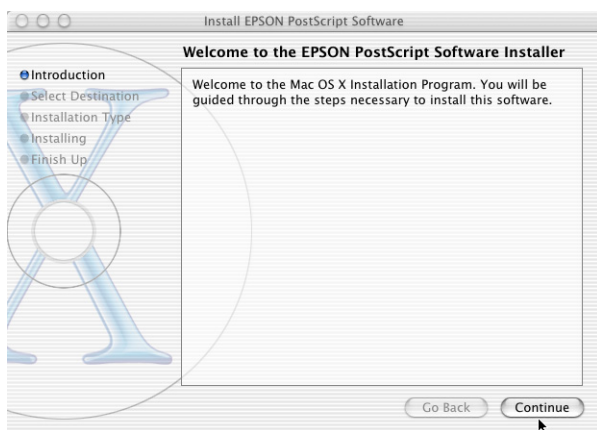 Install EPSON PostScript Software
Welcome to the EPSON PostScript Software Installer
Introduction
Select Destination
Installation Type
Installing
Finish Up
Welcome to the Mac OS X Installation Program. You will be
guided through the steps necessary to install this software.
Go Back
Continue